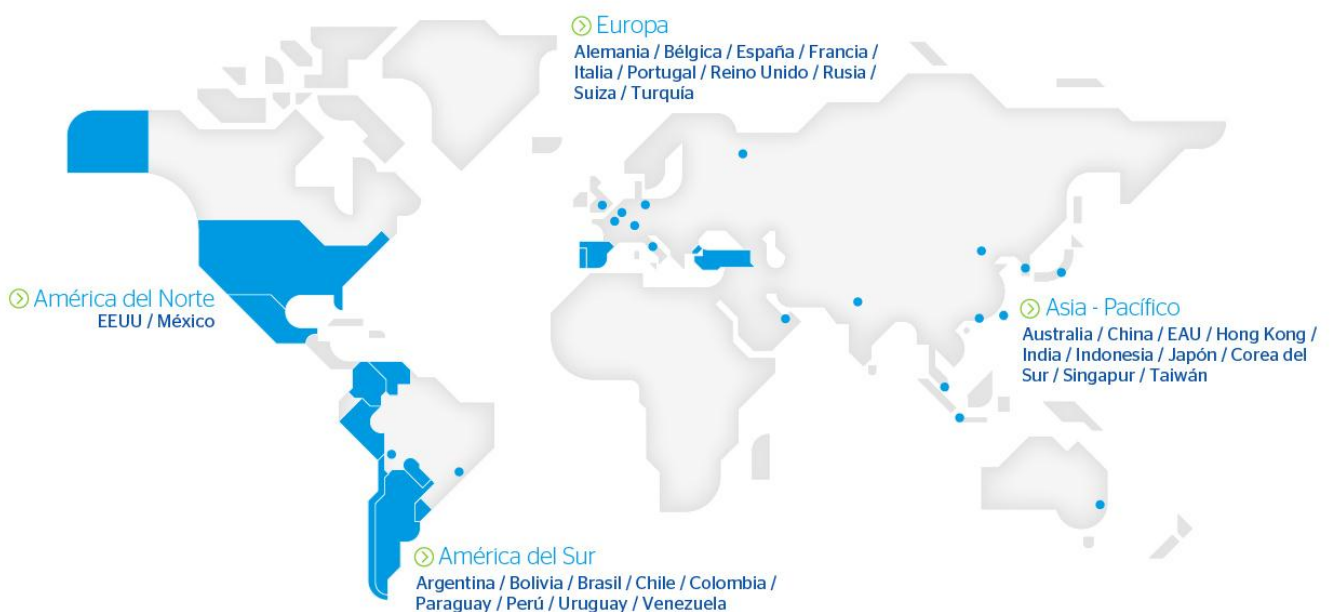 Europa
Alemania / Bélgica / España / Francia /
Italia / Portugal / Reino Unido / Rusia /
Suiza / Turquía
América del Norte
EEUU / México
Asia - Pacífico
Australia / China / EAU / Hong Kong /
India / Indonesia / Japón / Corea del
Sur / Singapur / Taiwán
América del Sur
Argentina / Bolivia / Brasil / Chile / Colombia /
Paraguay / Perú / Uruguay / Venezuela